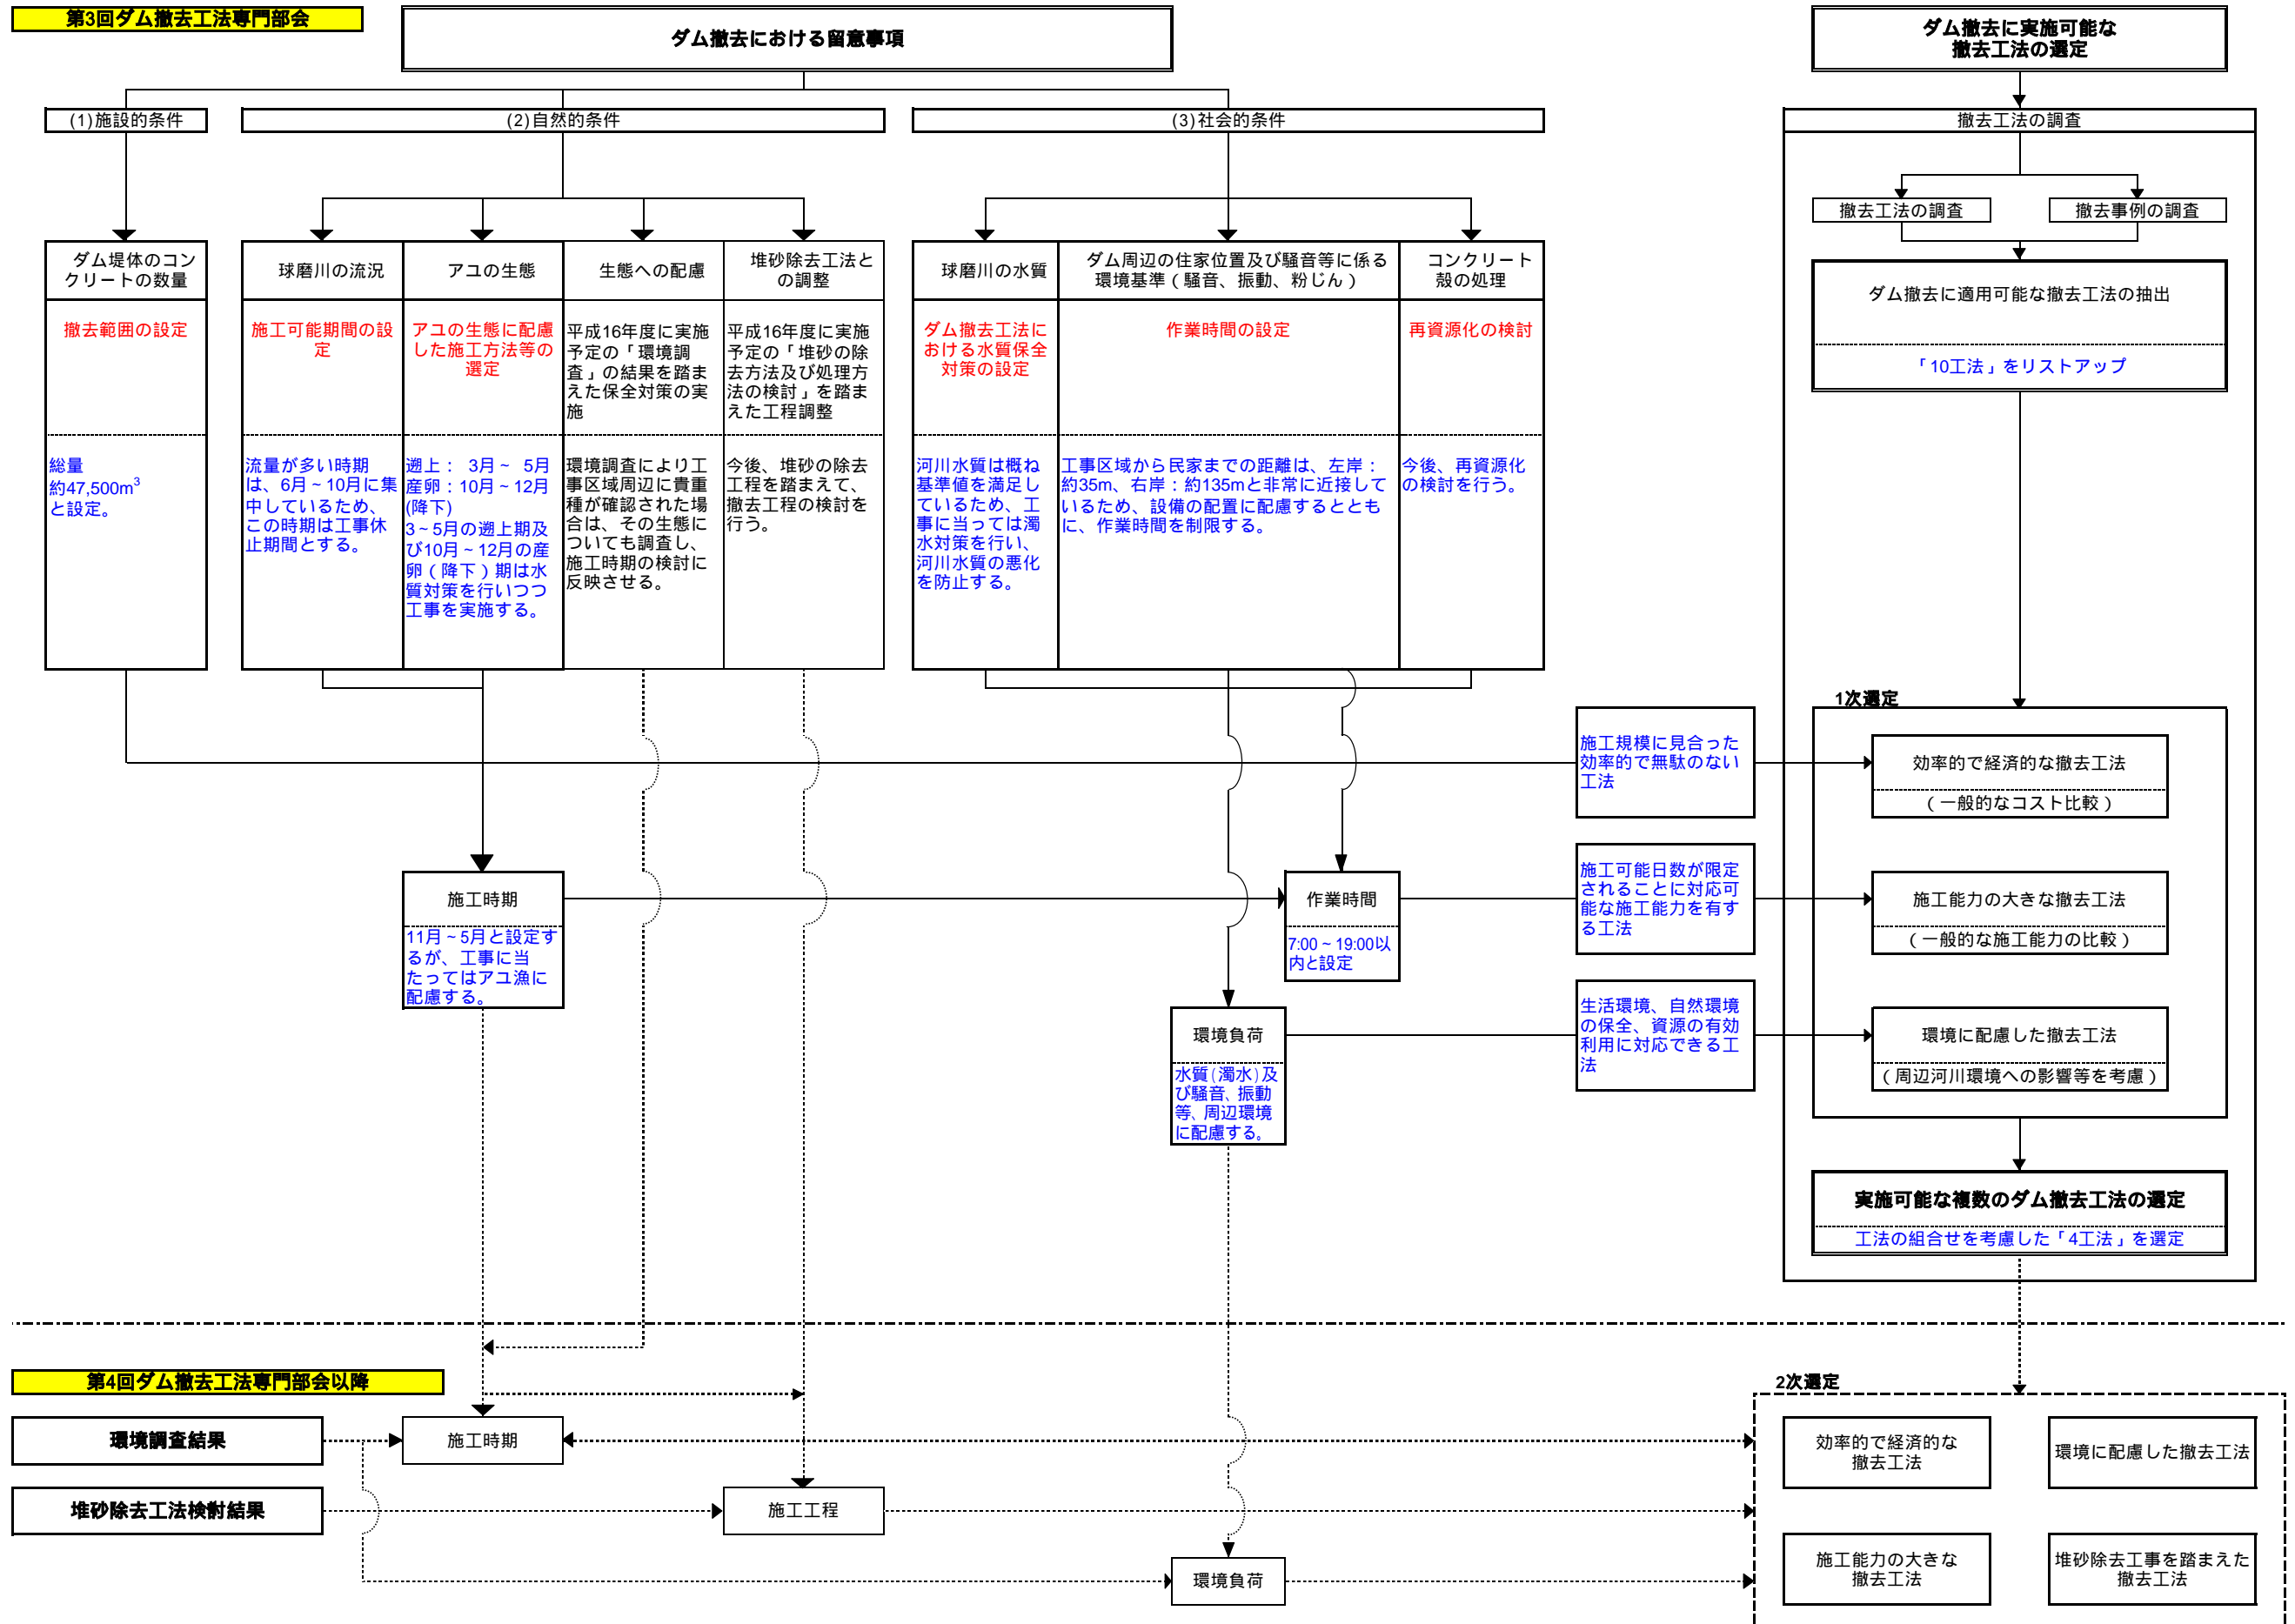 第3回ダム撤去工法専門部会
ダム撤去における留意事項
ダム撤去に実施可能な
撤去工法の選定
(1)施設的条件
(2)自然的条件
(3)社会的条件
撤去工法の調査
撤去工法の調査
撤去事例の調査
ダム堤体のコン
クリートの数量
球磨川の流況
アユの生態
生態への配慮
堆砂除去工法と
の調整
球磨川の水質
ダム周辺の住家位置及び騒音等に係る
環境基準(騒音、振動、粉じん)
コンクリート
殻の処理
ダム撤去に適用可能な撤去工法の抽出
「10工法」をリストアップ
撤去範囲の設定
施工可能期間の設
定
アユの生態に配慮
した施工方法等の
選定
平成16年度に実施
予定の「環境調
査」の結果を踏ま
えた保全対策の実
施
平成16年度に実施
予定の「堆砂の除
去方法及び処理方
法の検討」を踏ま
えた工程調整
ダム撤去工法に
おける水質保全
対策の設定
作業時間の設定
再資源化の検討
総量
約47,500m³
と設定。
流量が多い時期
は、6月~10月に集
中しているため、
この時期は工事休
止期間とする。
遡上: 3月~ 5月
産卵:10月~12月
(降下)
3~5月の遡上期及
び10月~12月の産
卵(降下)期は水
質対策を行いつつ
工事を実施する。
環境調査により工
事区域周辺に貴重
種が確認された場
合は、その生態に
ついても調査し、
施工時期の検討に
反映させる。
今後、堆砂の除去
工程を踏まえて、
撤去工程の検討を
行う。
河川水質は概ね
基準値を満足し
ているため、工
事に当っては濁
水対策を行い、
河川水質の悪化
を防止する。
工事区域から民家までの距離は、左岸:
約35m、右岸:約135mと非常に近接して
いるため、設備の配置に配慮するととも
に、作業時間を制限する。
今後、再資源化
の検討を行う。
1次選定
施工規模に見合った
効率的で無駄のない
工法
効率的で経済的な撤去工法
(一般的なコスト比較)
施工時期
11月~5月と設定す
るが、工事に当
たってはアユ漁に
配慮する。
作業時間
7:00~19:00以
内と設定
施工可能日数が限定
されることに対応可
能な施工能力を有す
る工法
施工能力の大きな撤去工法
(一般的な施工能力の比較)
環境負荷
水質(濁水)及
び騒音、振動
等、周辺環境
に配慮する。
生活環境、自然環境
の保全、資源の有効
利用に対応できる工
法
環境に配慮した撤去工法
(周辺河川環境への影響等を考慮)
実施可能な複数のダム撤去工法の選定
工法の組合せを考慮した「4工法」を選定
第4回ダム撤去工法専門部会以降
2次選定
環境調査結果
施工時期
効率的で経済的な
撤去工法
環境に配慮した撤去工法
堆砂除去工法検討結果
施工工程
環境負荷
施工能力の大きな
撤去工法
堆砂除去工事を踏まえた
撤去工法